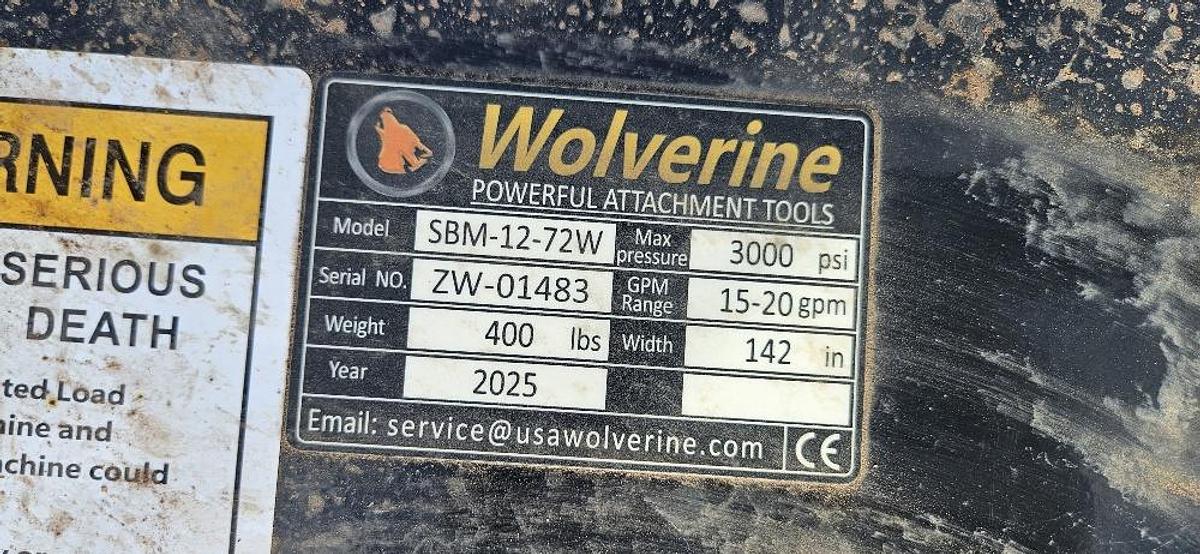 RNING
SERIOUS
DEATH
ted Load
ine and
achine could
Wolverine
POWERFUL ATTACHMENT TOOLS
Model SBM-12-72W Max pressure 3000 psi
Serial NO. ZW-01483 GPM Range 15-20 gpm
Weight 400 lbs Width 142 in
Year 2025
Email: service@usawolverine.com CE